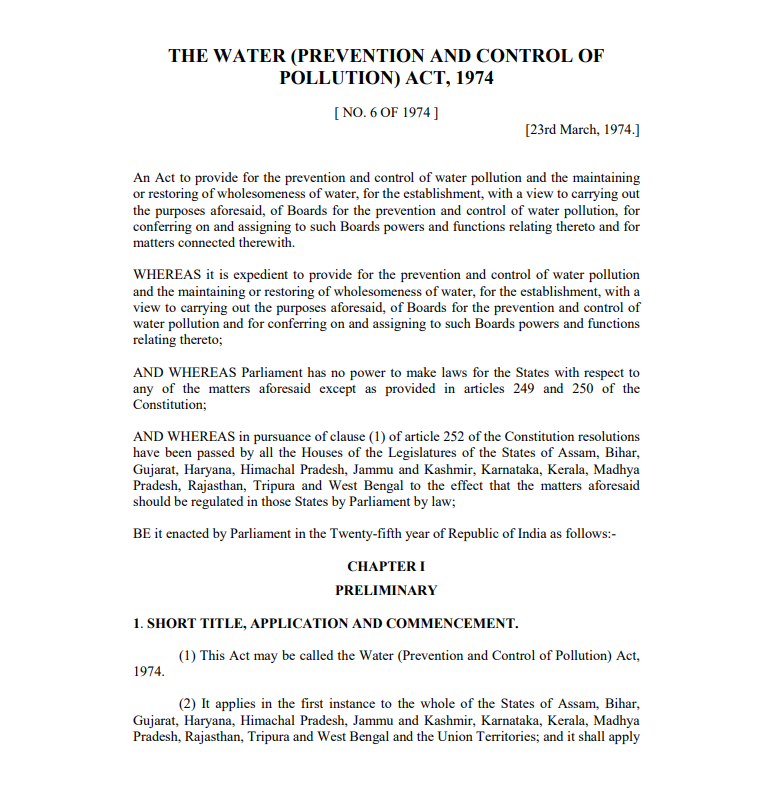 THE WATER (PREVENTION AND CONTROL OF
POLLUTION) ACT, 1974
[ NO. 6 OF 1974 ]
[23rd March, 1974.]
An Act to provide for the prevention and control of water pollution and the maintaining
or restoring of wholesomeness of water, for the establishment, with a view to carrying out
the purposes aforesaid, of Boards for the prevention and control of water pollution, for
conferring on and assigning to such Boards powers and functions relating thereto and for
matters connected therewith.
WHEREAS it is expedient to provide for the prevention and control of water pollution
and the maintaining or restoring of wholesomeness of water, for the establishment, with a
view to carrying out the purposes aforesaid, of Boards for the prevention and control of
water pollution and for conferring on and assigning to such Boards powers and functions
relating thereto;
AND WHEREAS Parliament has no power to make laws for the States with respect to
any of the matters aforesaid except as provided in articles 249 and 250 of the
Constitution;
AND WHEREAS in pursuance of clause (1) of article 252 of the Constitution resolutions
have been passed by all the Houses of the Legislatures of the States of Assam, Bihar,
Gujarat, Haryana, Himachal Pradesh, Jammu and Kashmir, Karnataka, Kerala, Madhya
Pradesh, Rajasthan, Tripura and West Bengal to the effect that the matters aforesaid
should be regulated in those States by Parliament by law;
BE it enacted by Parliament in the Twenty-fifth year of Republic of India as follows:-
CHAPTER I
PRELIMINARY
1. SHORT TITLE, APPLICATION AND COMMENCEMENT.
(1) This Act may be called the Water (Prevention and Control of Pollution) Act,
1974.
(2) It applies in the first instance to the whole of the States of Assam, Bihar,
Gujarat, Haryana, Himachal Pradesh, Jammu and Kashmir, Karnataka, Kerala, Madhya
Pradesh, Rajasthan, Tripura and West Bengal and the Union Territories; and it shall apply